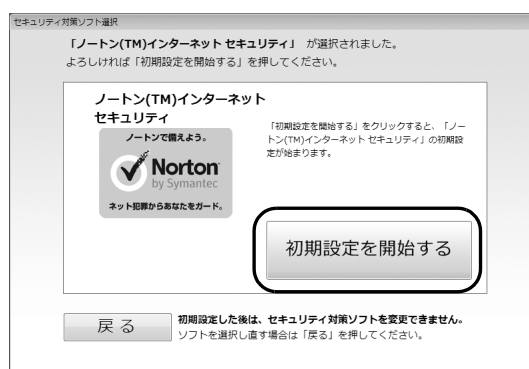 セキュリティ対策ソフト選択
「ノートン(TM)インターネット セキュリティ」 が選択されました。
よろしければ「初期設定を開始する」を押してください。
ノートン(TM)インターネット
セキュリティ
ノートンで備えよう。
Norton
by Symantec
ネット犯罪からあなたをガード。
「初期設定を開始する」をクリックすると、「ノー
トン(TM)インターネット セキュリティ」の初期設
定が始まります。
初期設定を開始する
戻る
初期設定した後は、セキュリティ対策ソフトを変更できません。
ソフトを選択し直す場合は「戻る」を押してください。